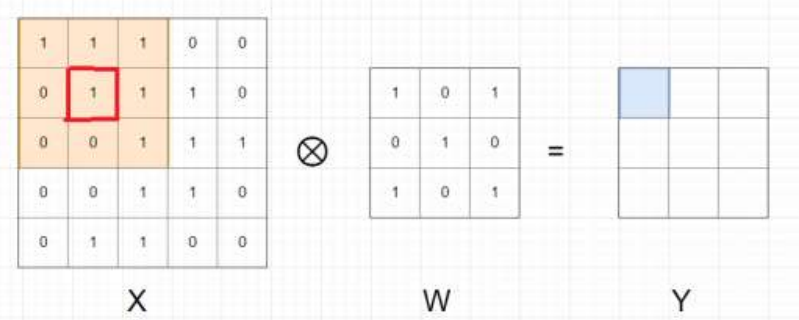 1 1 1 0 0
0 1 1 1 0 1 0 1
0 0 1 1 1 ⊗ 0 1 0 =
0 0 1 1 0 1 0 1
0 1 1 0 0
X W Y